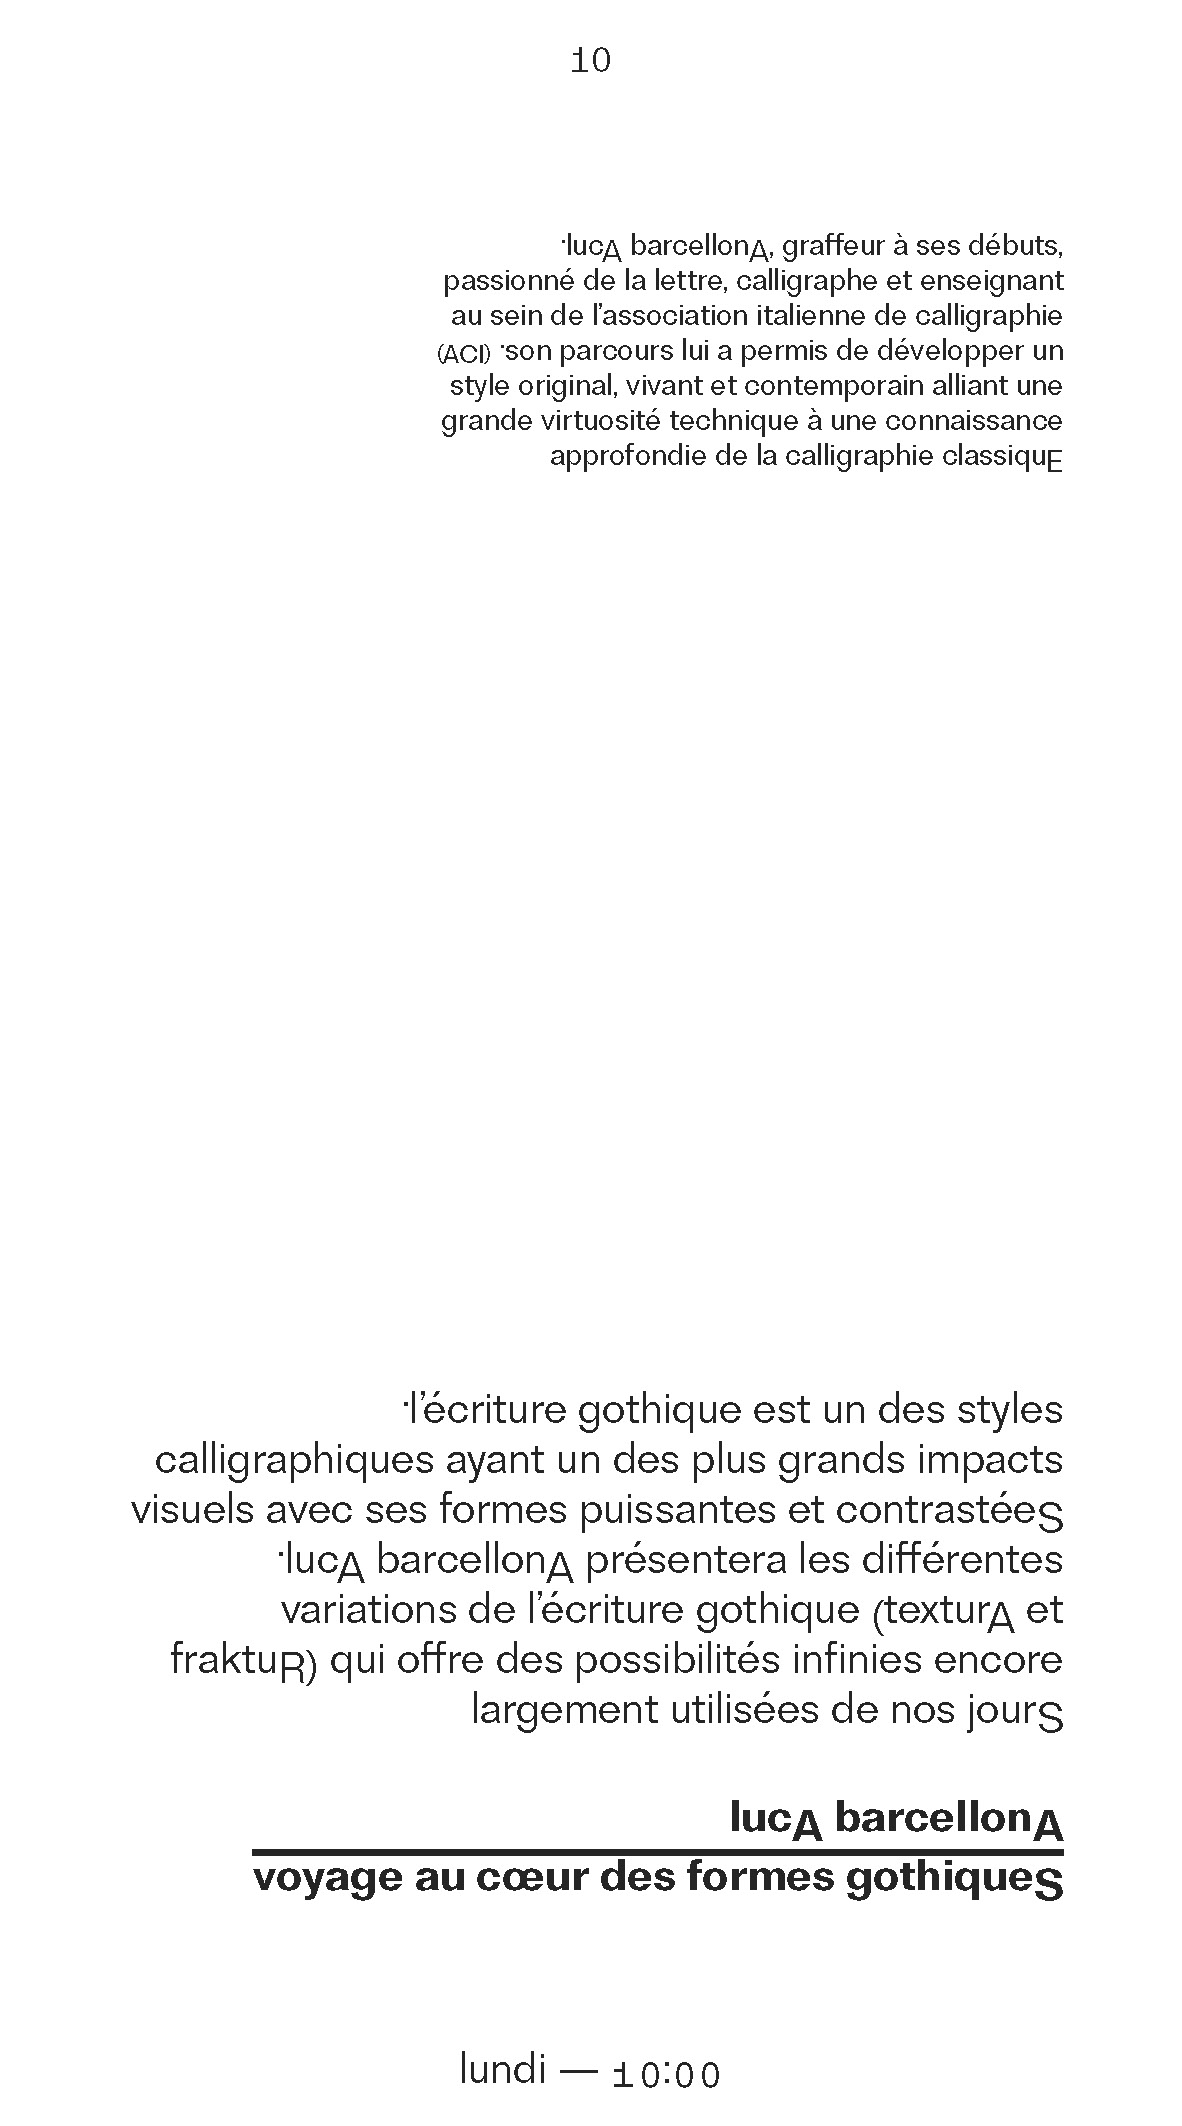 10
·lucA barcellonA, graffeur à ses débuts,
passionné de la lettre, calligraphe et enseignant
au sein de l’association italienne de calligraphie
(ACI) ·son parcours lui a permis de développer un
style original, vivant et contemporain alliant une
grande virtuosité technique à une connaissance
approfondie de la calligraphie classiquE
·l’écriture gothique est un des styles
calligraphiques ayant un des plus grands impacts
visuels avec ses formes puissantes et contrastéeS
·lucA barcellonA présentera les différentes
variations de l’écriture gothique (texturA et
fraktuR) qui offre des possibilités infinies encore
largement utilisées de nos jourS
lucA barcellonA
voyage au cœur des formes gothiqueS
lundi — 10:00